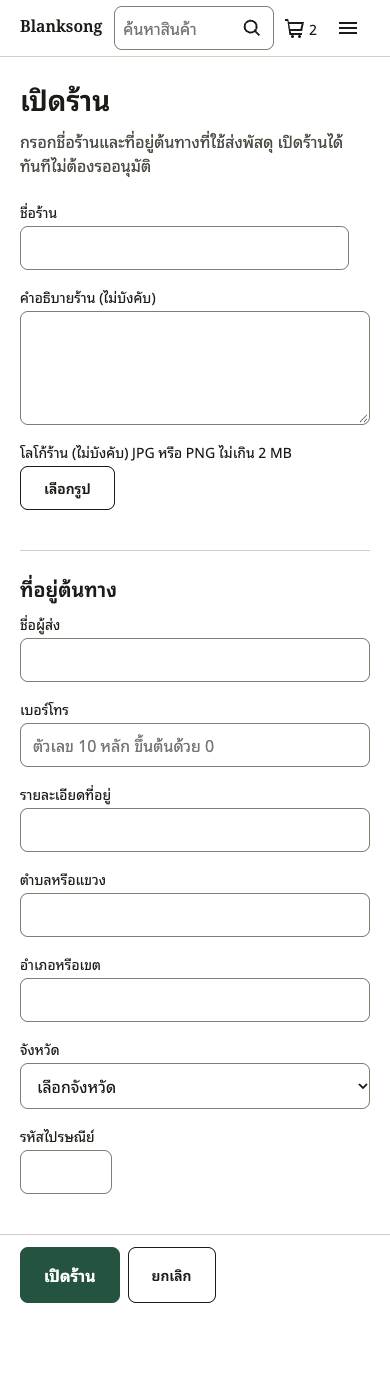 Blanksong
ค้นหาสินค้า
2
เปิดร้าน
กรอกชื่อร้านและที่อยู่ต้นทางที่ใช้ส่งพัสดุ เปิดร้านได้
ทันทีไม่ต้องรออนุมัติ
ชื่อร้าน
คำอธิบายร้าน (ไม่บังคับ)
โลโก้ร้าน (ไม่บังคับ) JPG หรือ PNG ไม่เกิน 2 MB
เลือกรูป
ที่อยู่ต้นทาง
ชื่อผู้ส่ง
เบอร์โทร
ตัวเลข 10 หลัก ขึ้นต้นด้วย 0
รายละเอียดที่อยู่
ตำบลหรือแขวง
อำเภอหรือเขต
จังหวัด
เลือกจังหวัด
รหัสไปรษณีย์
เปิดร้าน
ยกเลิก